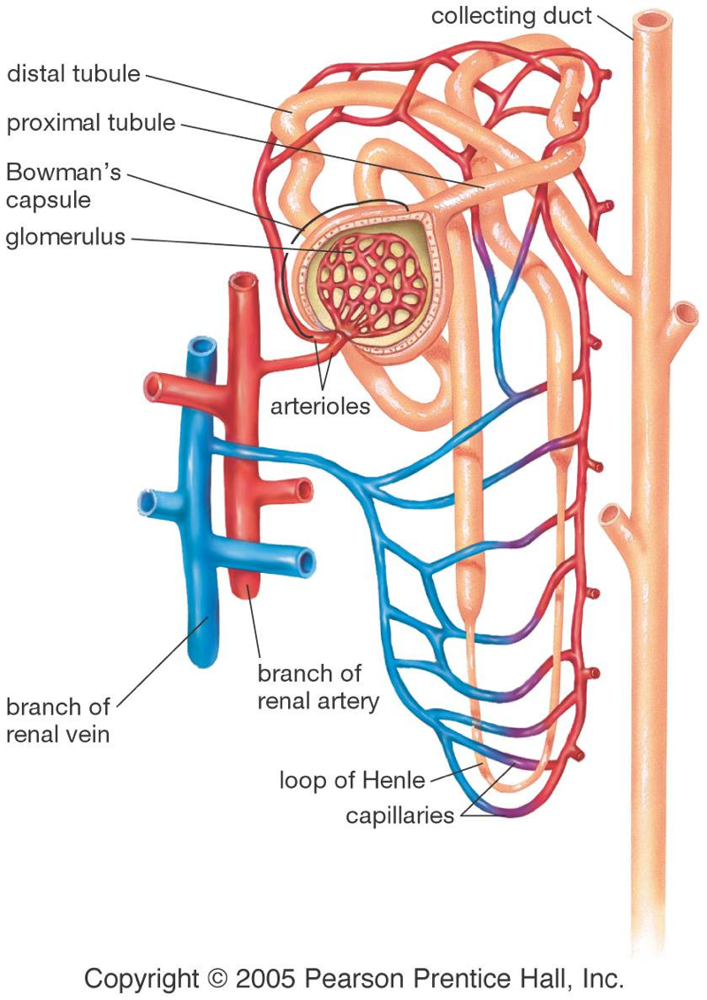 collecting duct
distal tubule
proximal tubule
Bowman's
capsule
glomerulus
arterioles
branch of
renal artery
branch of
renal vein
loop of Henle
capillaries
Copyright © 2005 Pearson Prentice Hall, Inc.